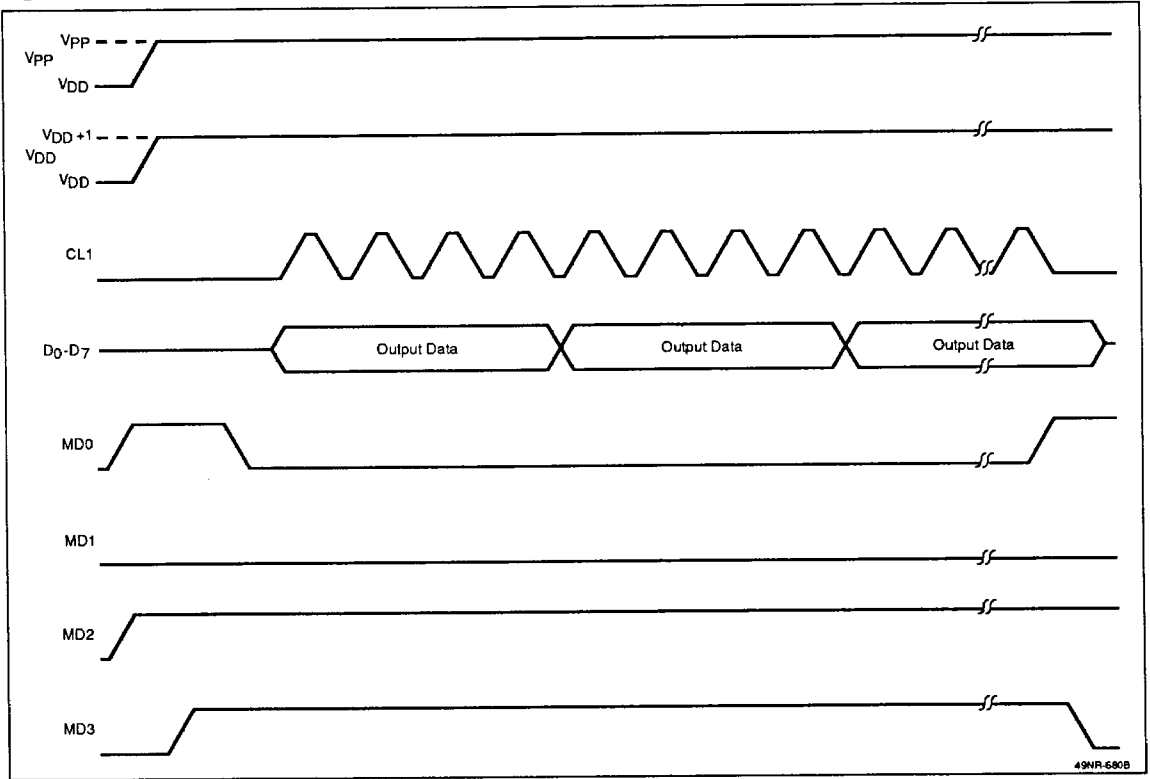 VPP
VPP
VDD
VDD +1
VDD
VDD
CL1
D0-D7
Output Data
Output Data
Output Data
MD0
MD1
MD2
MD3
49NR-680B